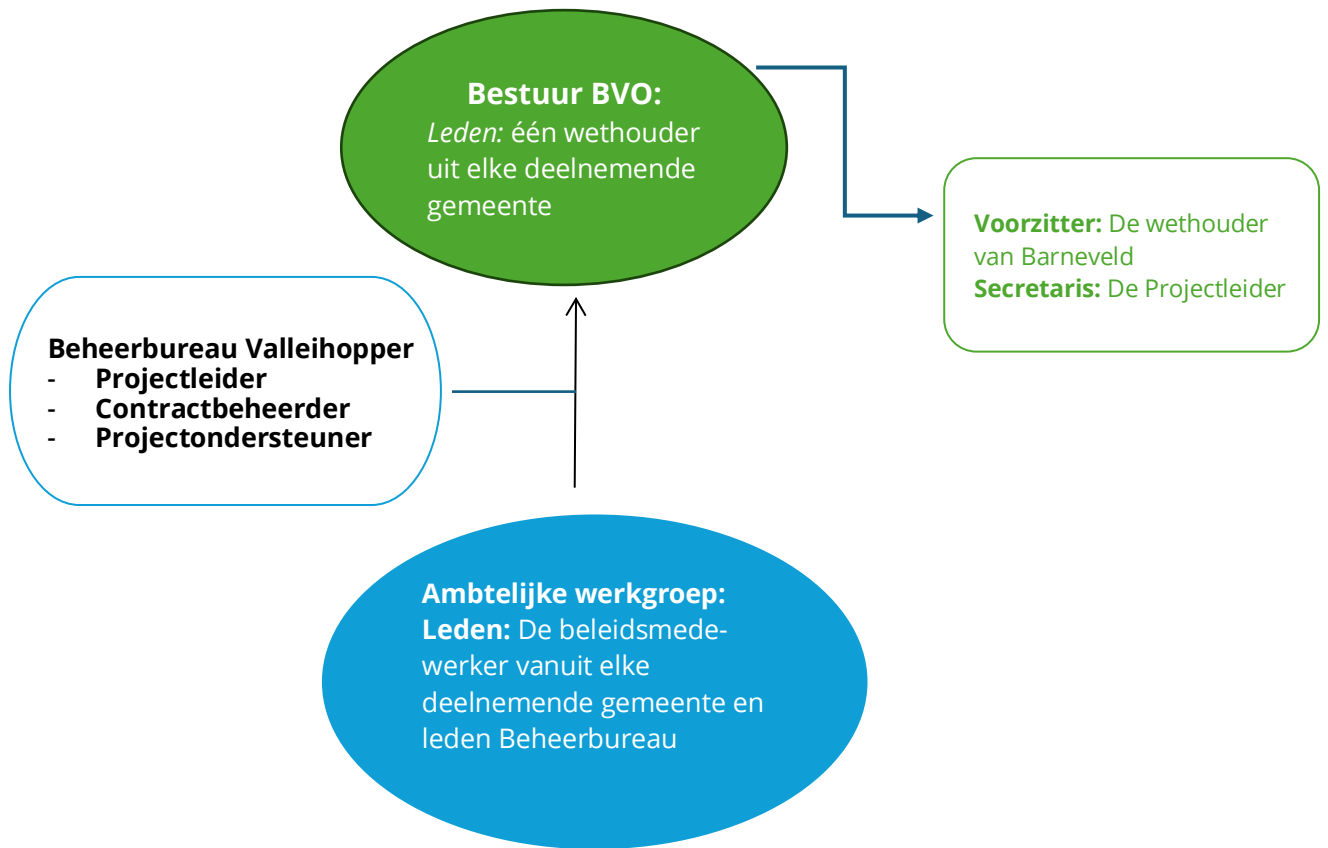 Bestuur BVO:
Leden: één wethouder
uit elke deelnemende
gemeente
Voorzitter: De wethouder
van Barneveld
Secretaris: De Projectleider
Beheerbureau Valleihopper
- Projectleider
- Contractbeheerder
- Projectondersteuner
Ambtelijke werkgroep:
Leden: De beleidsmede-
werker vanuit elke
deelnemende gemeente en
leden Beheerbureau